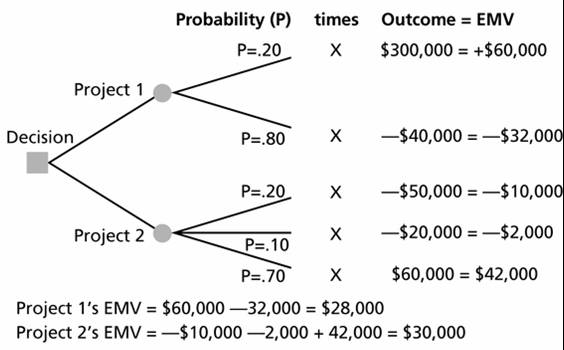 Probability (P) times Outcome = EMV
P=.20 X $300,000 = +$60,000
Project 1
P=.80 X —$40,000 = —$32,000
Decision
P=.20 X —$50,000 = —$10,000
Project 2
P=.10 X —$20,000 = —$2,000
P=.70 X $60,000 = $42,000
Project 1's EMV = $60,000 —32,000 = $28,000
Project 2's EMV = —$10,000 —2,000 + 42,000 = $30,000